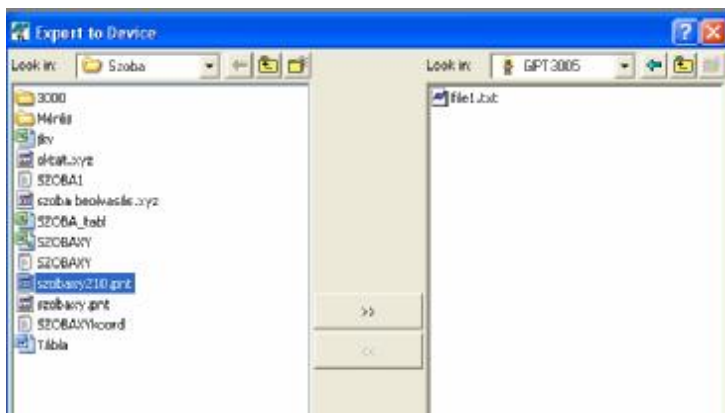 Export to Device
Look in: Szoba
Look in: GPT3005
3000
Mérés
jkv
oktat.xyz
SZOBA1
szoba beolvasás.xyz
SZOBA_tabl
SZOBAXY
SZOBAXY
szobaxy210.pnt
szobaxy.pnt
SZOBAXYkoord
Tábla
file1.txt
>>
<<